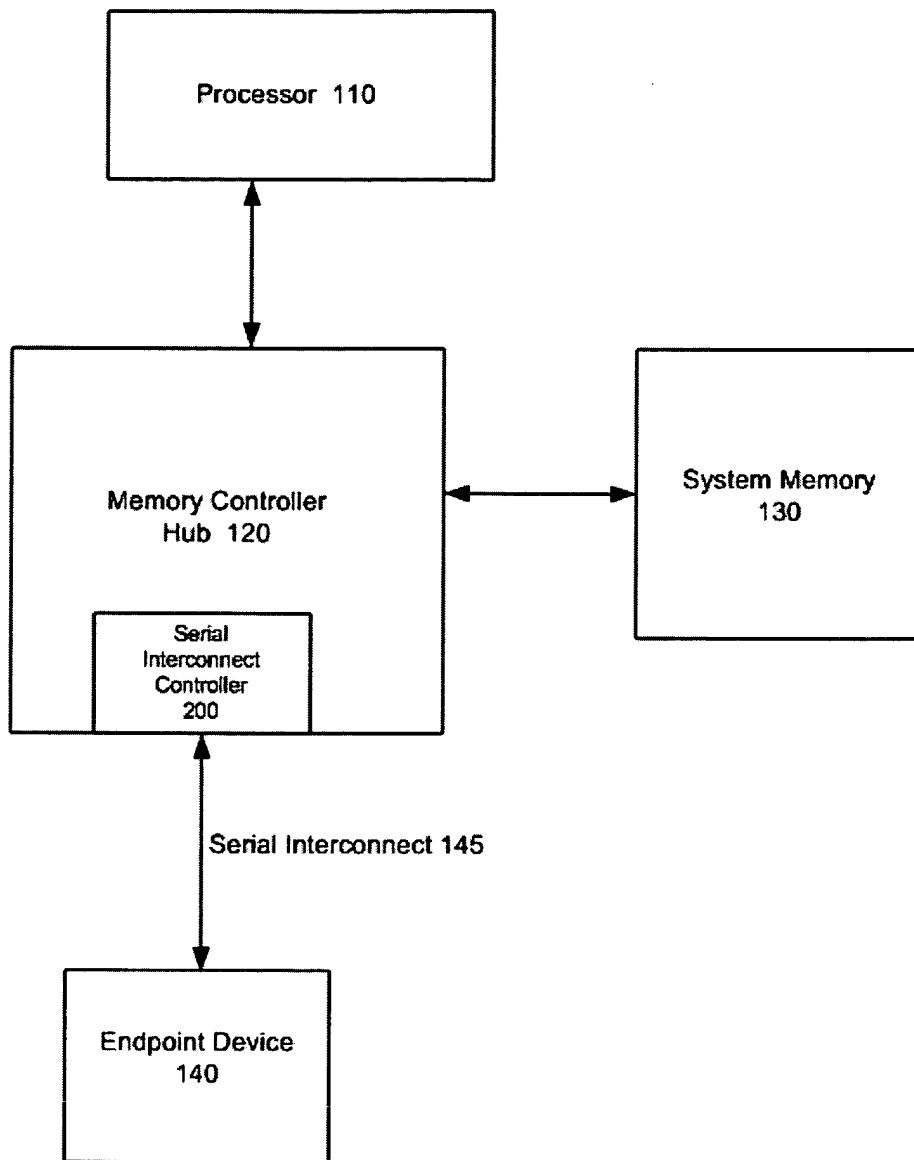 Processor 110
Memory Controller
Hub 120
System Memory
130
Serial
Interconnect
Controller
200
Serial Interconnect 145
Endpoint Device
140